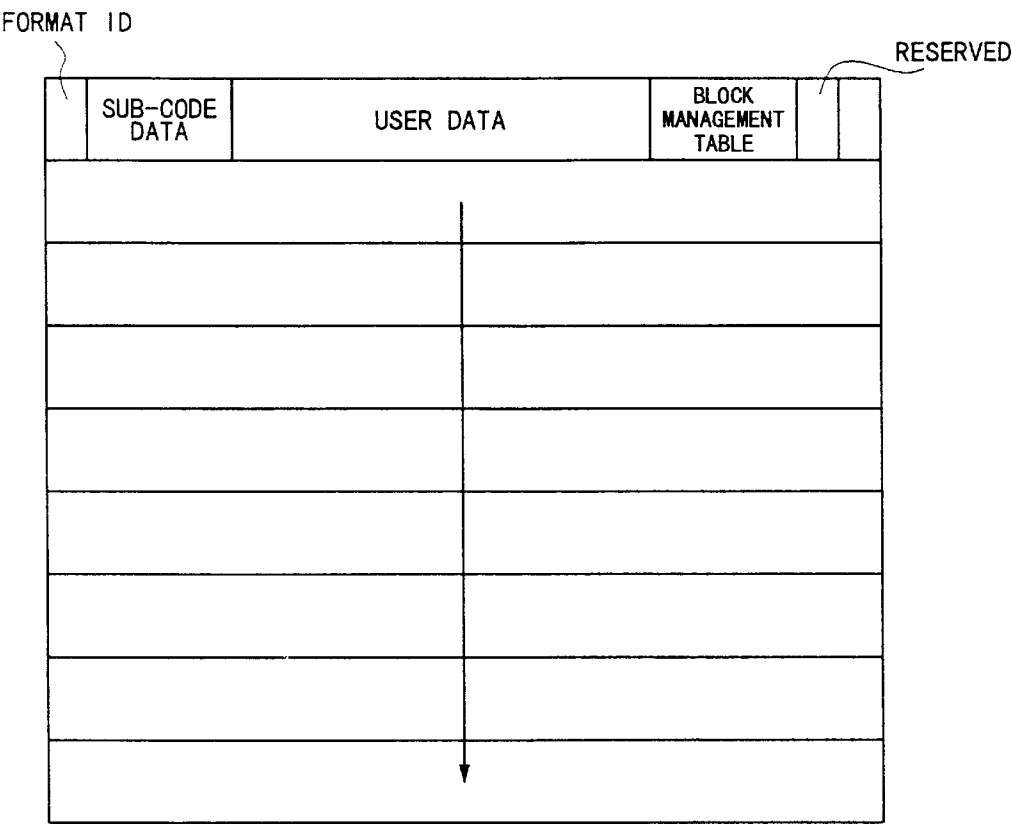 FORMAT ID
RESERVED
SUB-CODE
DATA
USER DATA
BLOCK
MANAGEMENT
TABLE